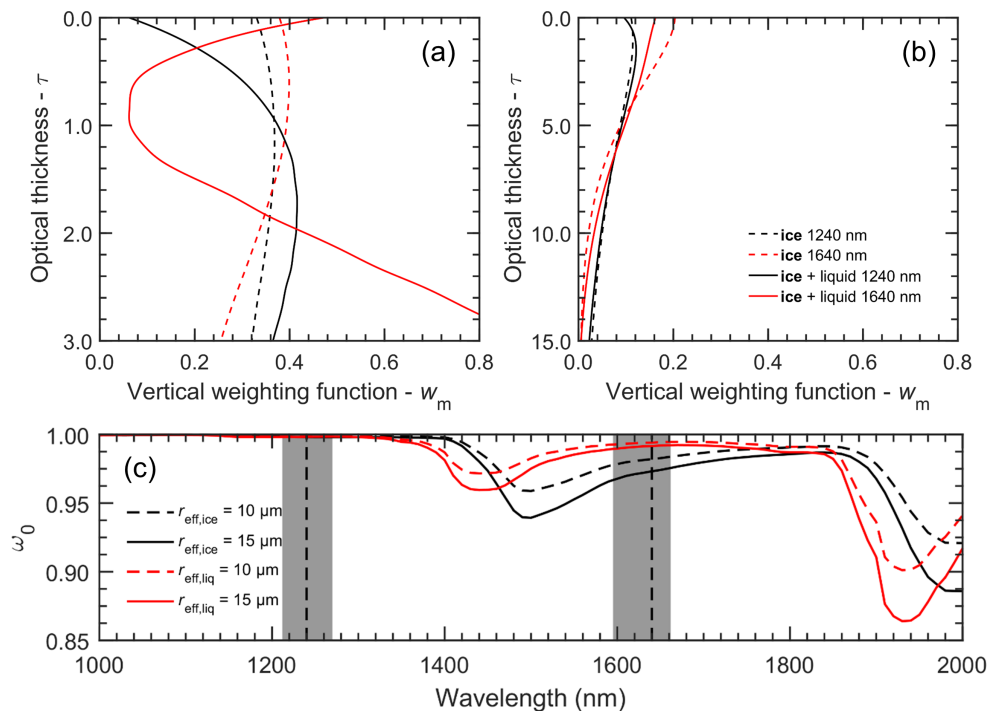 0.0
1.0
2.0
3.0
Optical thickness - τ
(a)
0.0
0.2
0.4
0.6
0.8
Vertical weighting function - wm
0.0
5.0
10.0
15.0
Optical thickness - τ
(b)
ice 1240 nm
ice 1640 nm
ice + liquid 1240 nm
ice + liquid 1640 nm
0.0
0.2
0.4
0.6
0.8
Vertical weighting function - wm
1.00
0.95
0.90
0.85
ω0
(c)
reff,ice = 10 µm
reff,ice = 15 µm
reff,liq = 10 µm
reff,liq = 15 µm
1000
1200
1400
1600
1800
2000
Wavelength (nm)